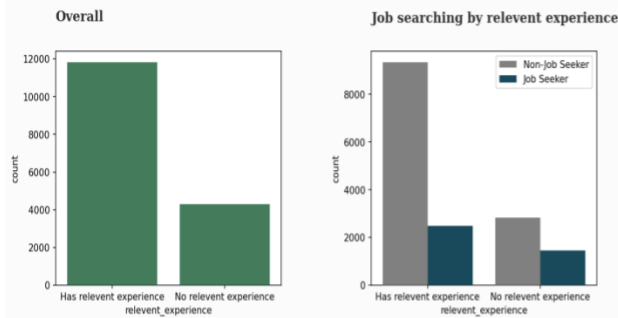 Overall
12000
10000
8000
6000
4000
2000
0
count
Has relevent experience
No relevent experience
relevent_experience
Job searching by relevent experience
Non-Job Seeker
Job Seeker
8000
6000
4000
2000
0
count
Has relevent experience
No relevent experience
relevent_experience